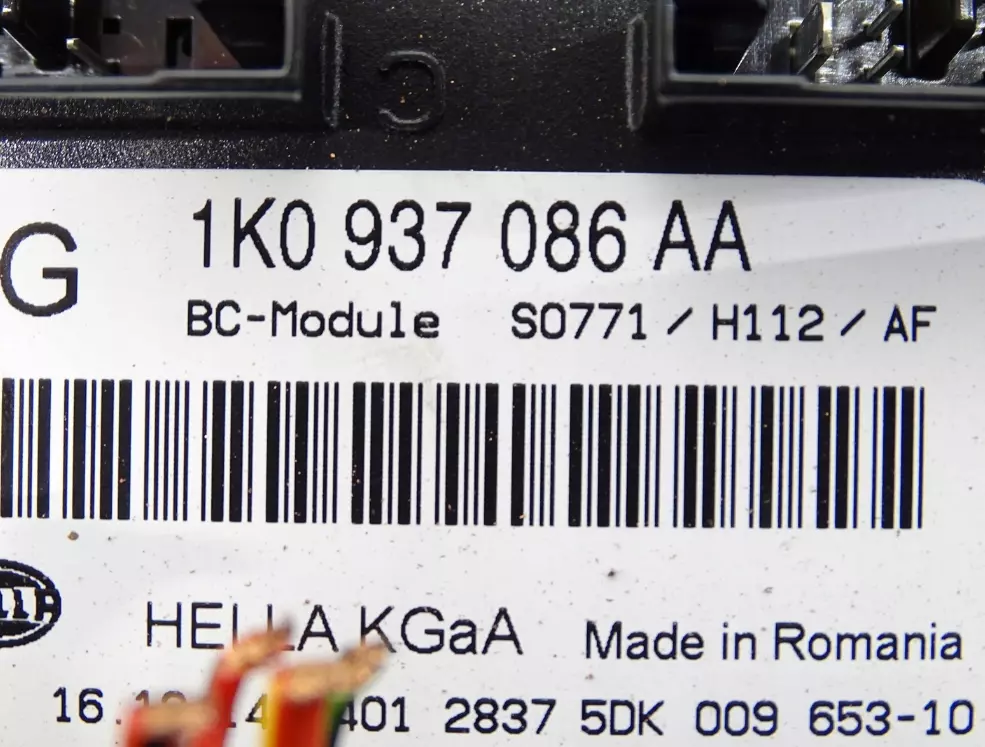 C
G 1K0 937 086 AA
BC-Module S0771 / H112 / AF
HELLA KGaA Made in Romania
16. 401 2837 5DK 009 653-10